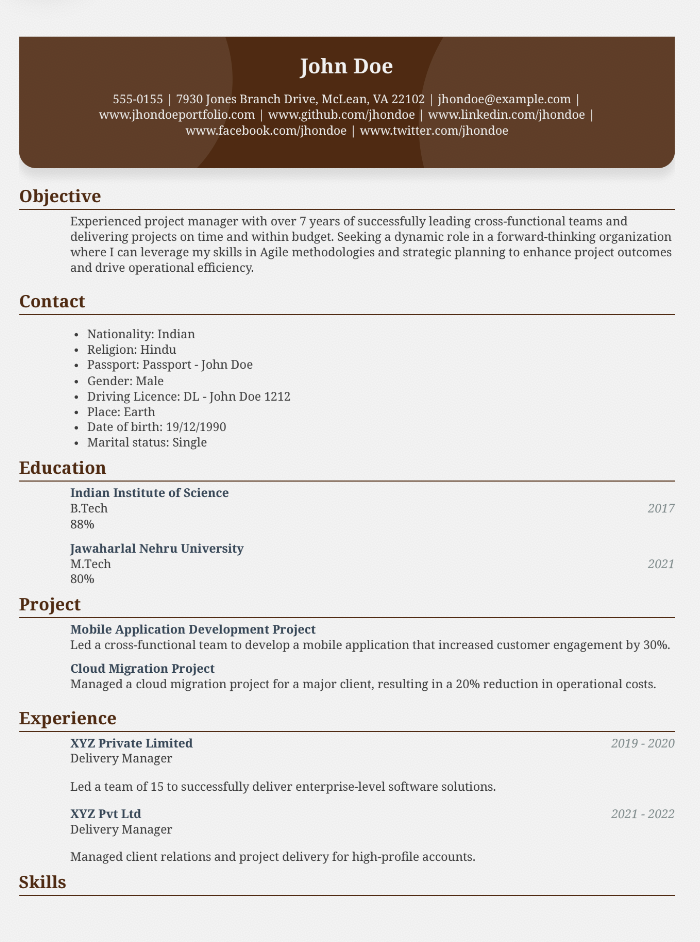 John Doe
555-0155 | 7930 Jones Branch Drive, McLean, VA 22102 | jhondoe@example.com |
www.jhondoeportfolio.com | www.github.com/jhondoe | www.linkedin.com/jhondoe |
www.facebook.com/jhondoe | www.twitter.com/jhondoe
Objective
Experienced project manager with over 7 years of successfully leading cross-functional teams and
delivering projects on time and within budget. Seeking a dynamic role in a forward-thinking organization
where I can leverage my skills in Agile methodologies and strategic planning to enhance project outcomes
and drive operational efficiency.
Contact
• Nationality: Indian
• Religion: Hindu
• Passport: Passport - John Doe
• Gender: Male
• Driving Licence: DL - John Doe 1212
• Place: Earth
• Date of birth: 19/12/1990
• Marital status: Single
Education
Indian Institute of Science
B.Tech 2017
88%
Jawaharlal Nehru University
M.Tech 2021
80%
Project
Mobile Application Development Project
Led a cross-functional team to develop a mobile application that increased customer engagement by 30%.
Cloud Migration Project
Managed a cloud migration project for a major client, resulting in a 20% reduction in operational costs.
Experience
XYZ Private Limited 2019 - 2020
Delivery Manager
Led a team of 15 to successfully deliver enterprise-level software solutions.
XYZ Pvt Ltd 2021 - 2022
Delivery Manager
Managed client relations and project delivery for high-profile accounts.
Skills